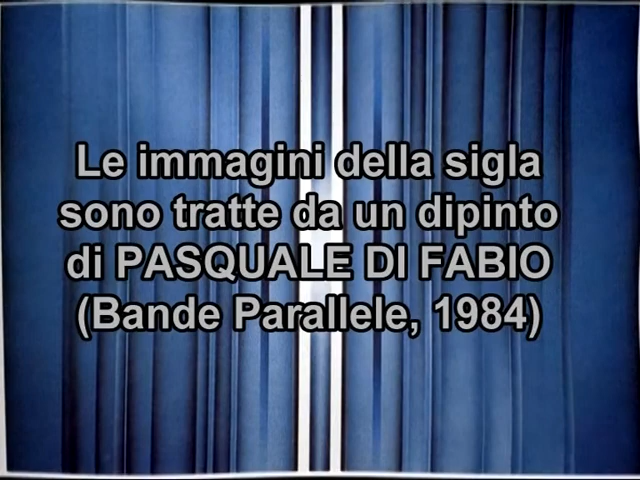 Le immagini della sigla
sono tratte da un dipinto
di PASQUALE DI FABIO
(Bande Parallele, 1984)